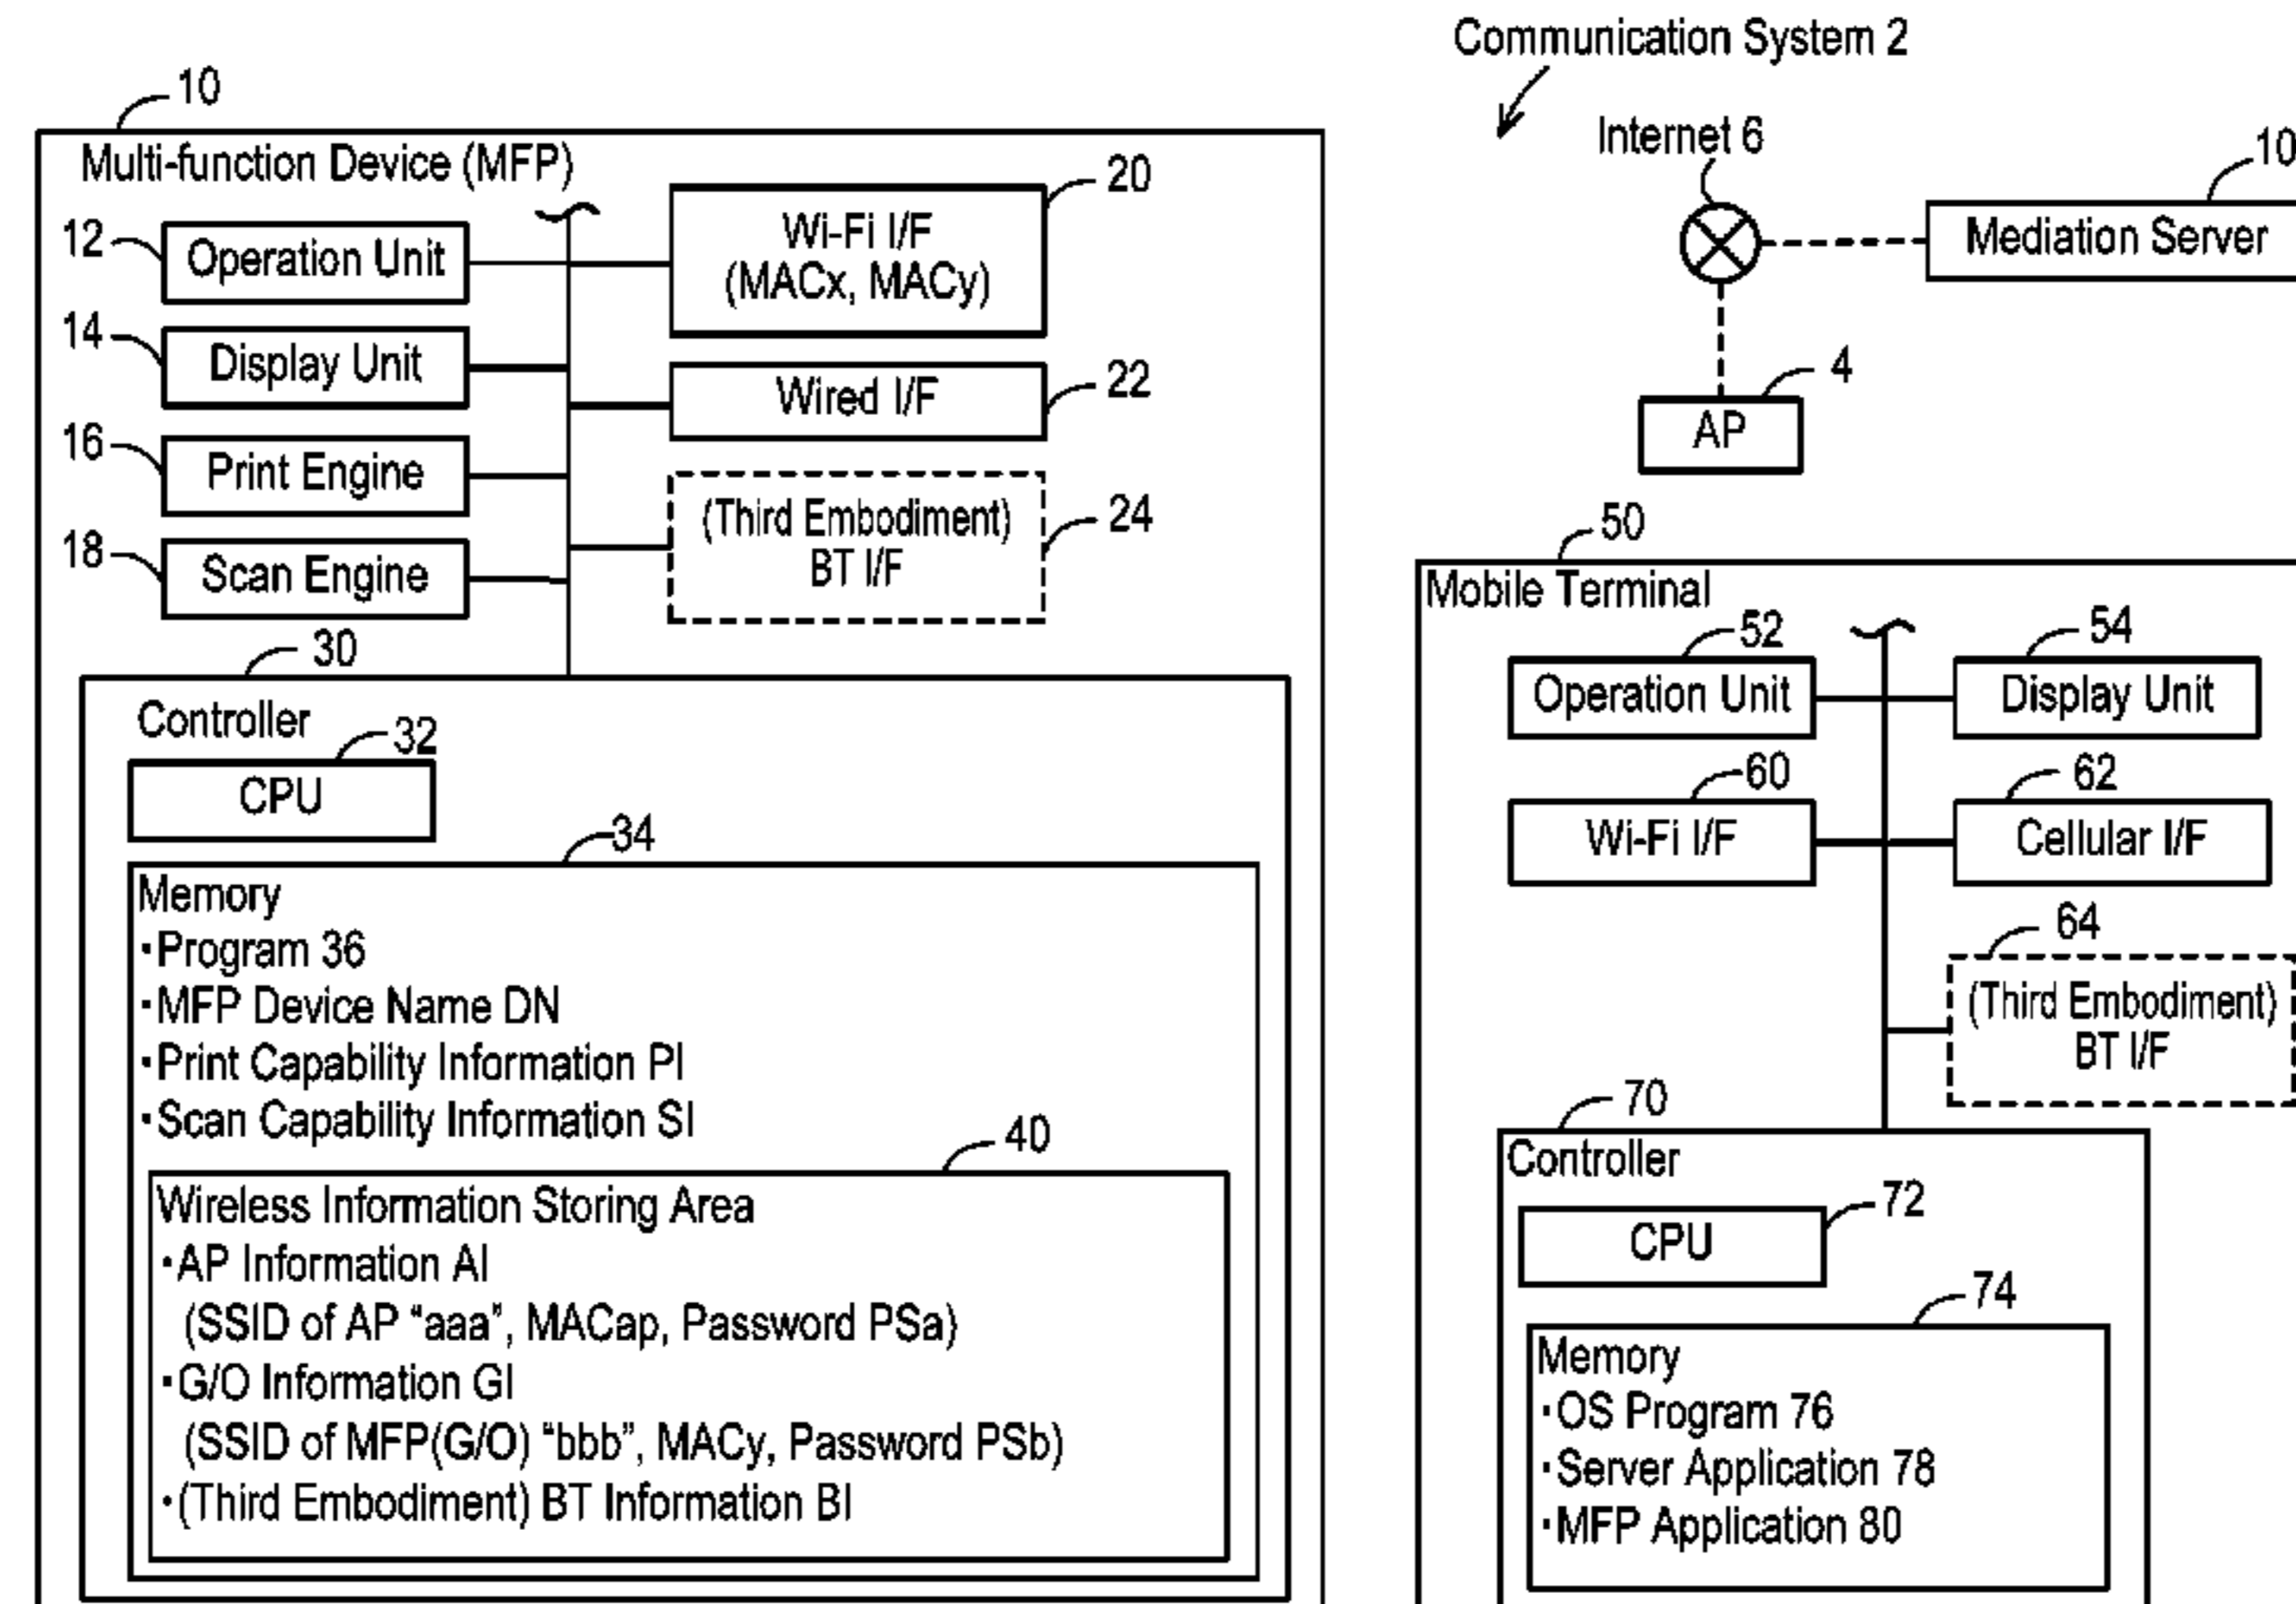 Communication System 2
10
Multi-function Device (MFP)
12
Operation Unit
14
Display Unit
16
Print Engine
18
Scan Engine
20
Wi-Fi I/F
(MACx, MACy)
22
Wired I/F
24
(Third Embodiment)
BT I/F
30
Controller
32
CPU
34
Memory
·Program 36
·MFP Device Name DN
·Print Capability Information PI
·Scan Capability Information SI
40
Wireless Information Storing Area
·AP Information AI
(SSID of AP “aaa”, MACap, Password PSa)
·G/O Information GI
(SSID of MFP(G/O) “bbb”, MACy, Password PSb)
·(Third Embodiment) BT Information BI
Internet 6
10
Mediation Server
4
AP
50
Mobile Terminal
52
Operation Unit
54
Display Unit
60
Wi-Fi I/F
62
Cellular I/F
64
(Third Embodiment)
BT I/F
70
Controller
72
CPU
74
Memory
·OS Program 76
·Server Application 78
·MFP Application 80